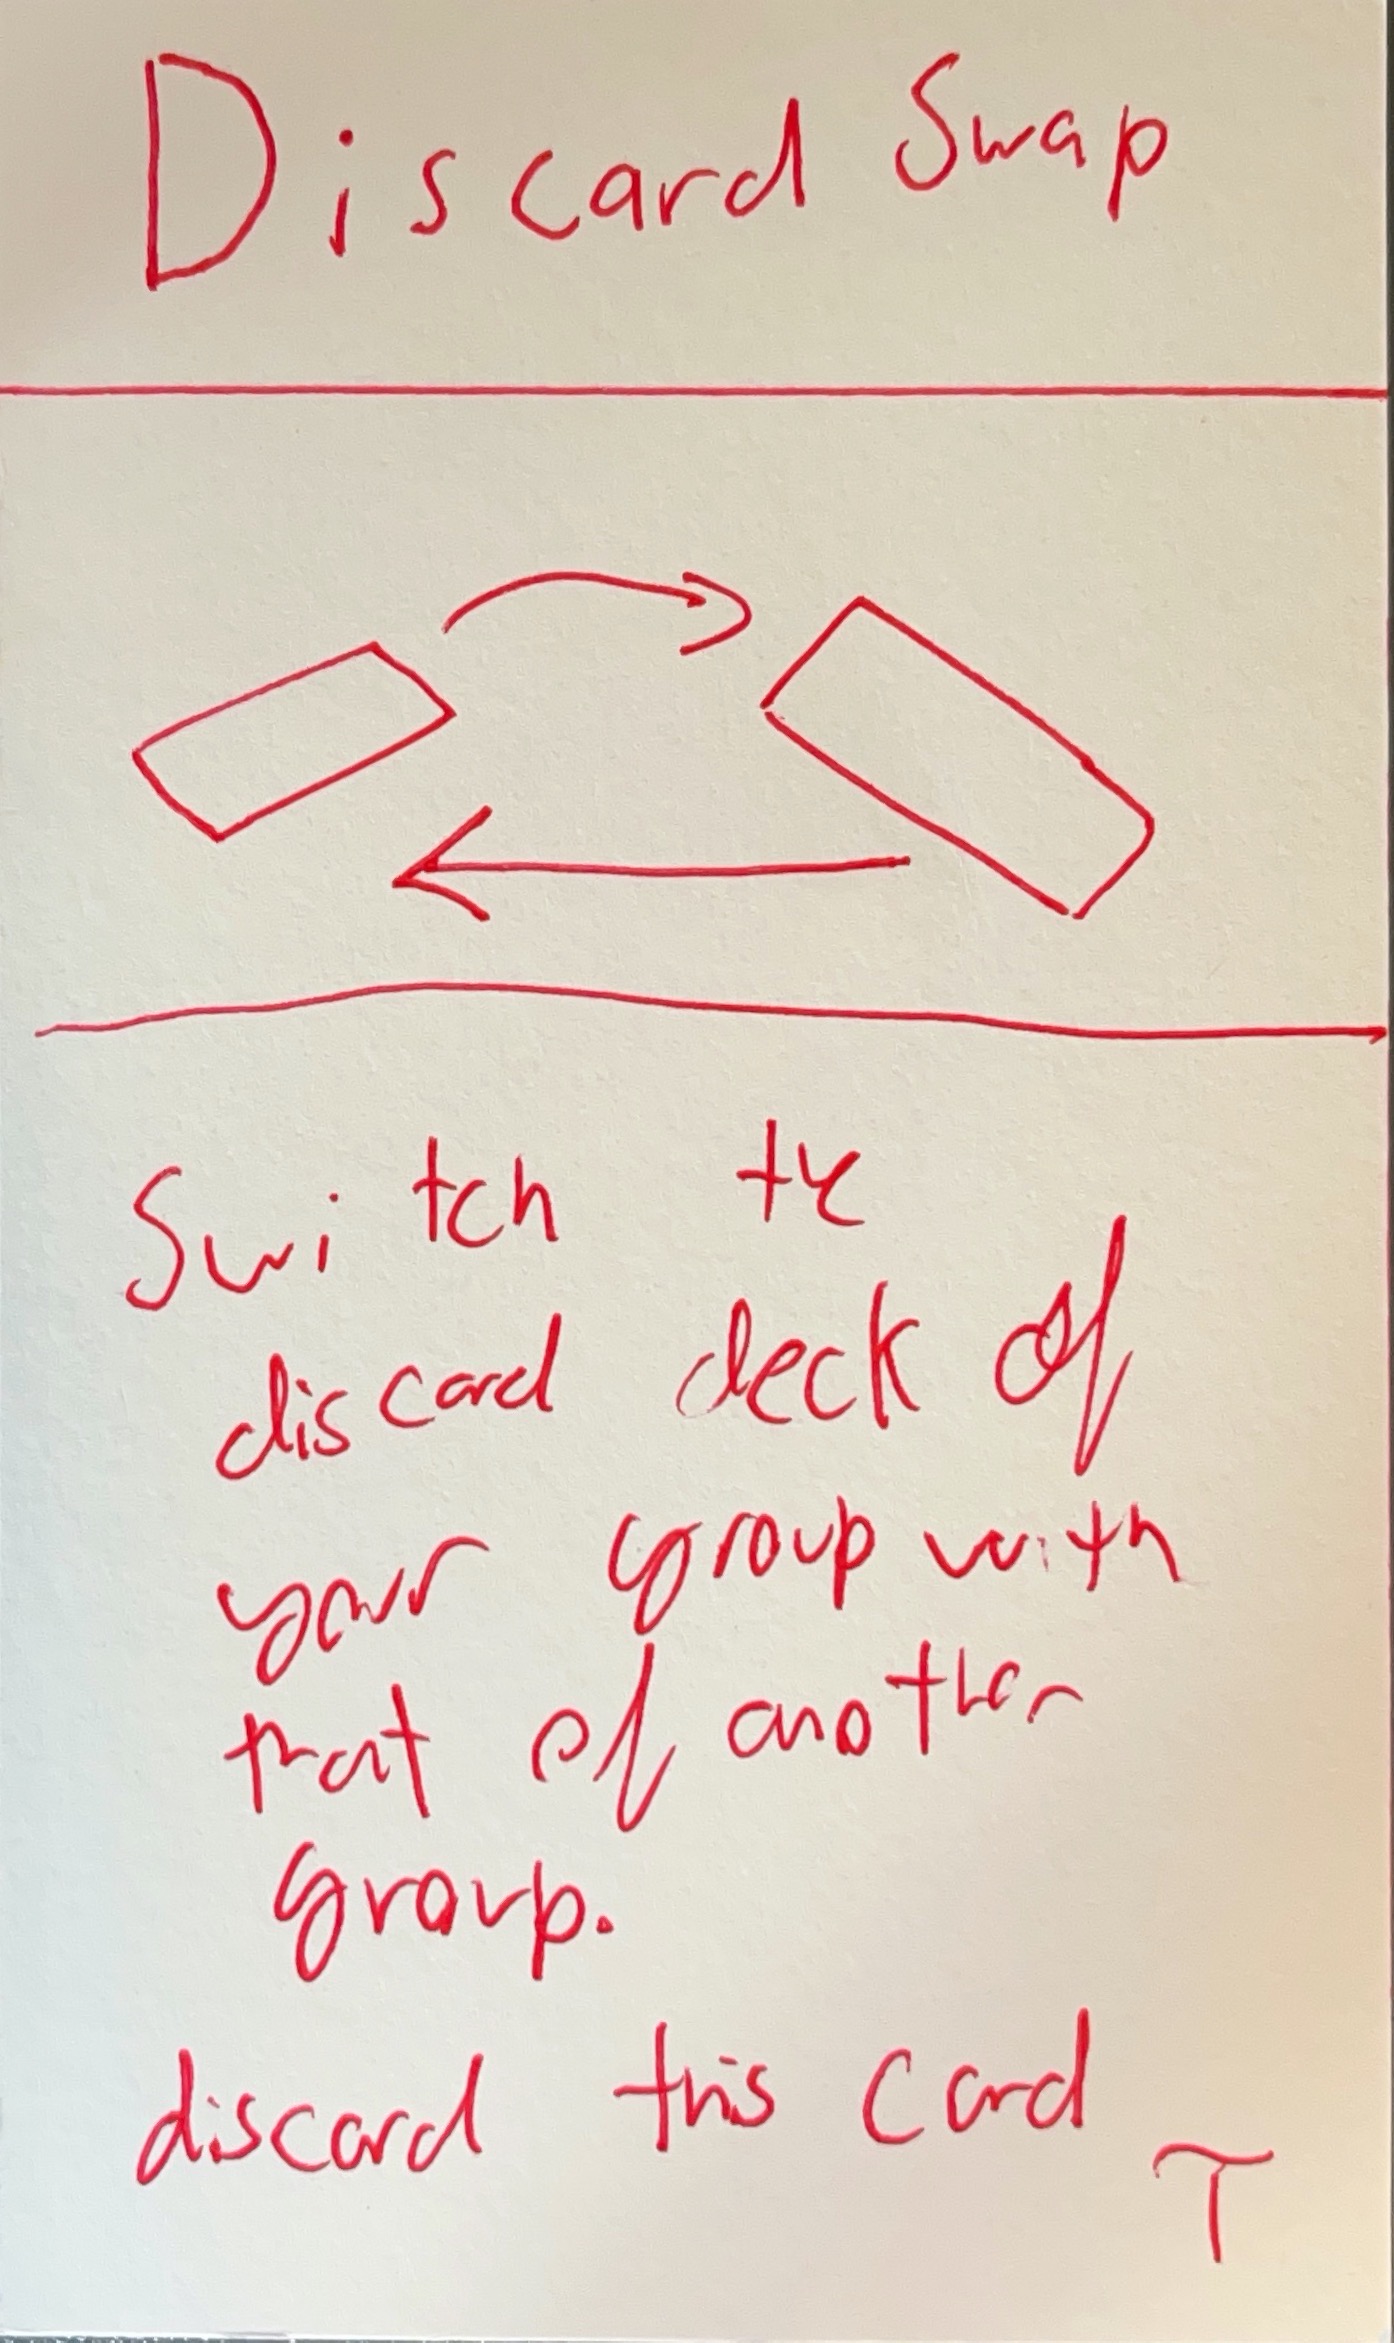 Discard Swap
Switch the
discard deck of
your group with
that of another
group.
discard this card
T